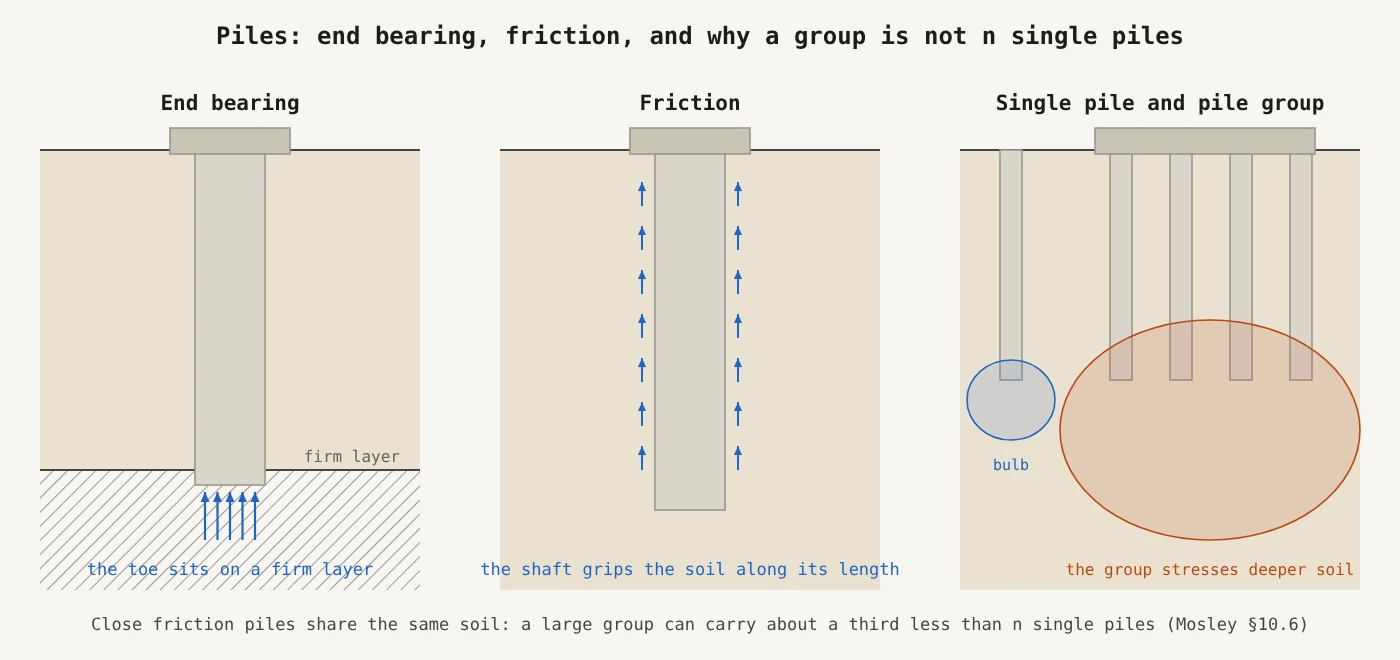 Piles: end bearing, friction, and why a group is not n single piles
End bearing
Friction
Single pile and pile group
firm layer
bulb
the toe sits on a firm layer
the shaft grips the soil along its length
the group stresses deeper soil
Close friction piles share the same soil: a large group can carry about a third less than n single piles (Mosley §10.6)